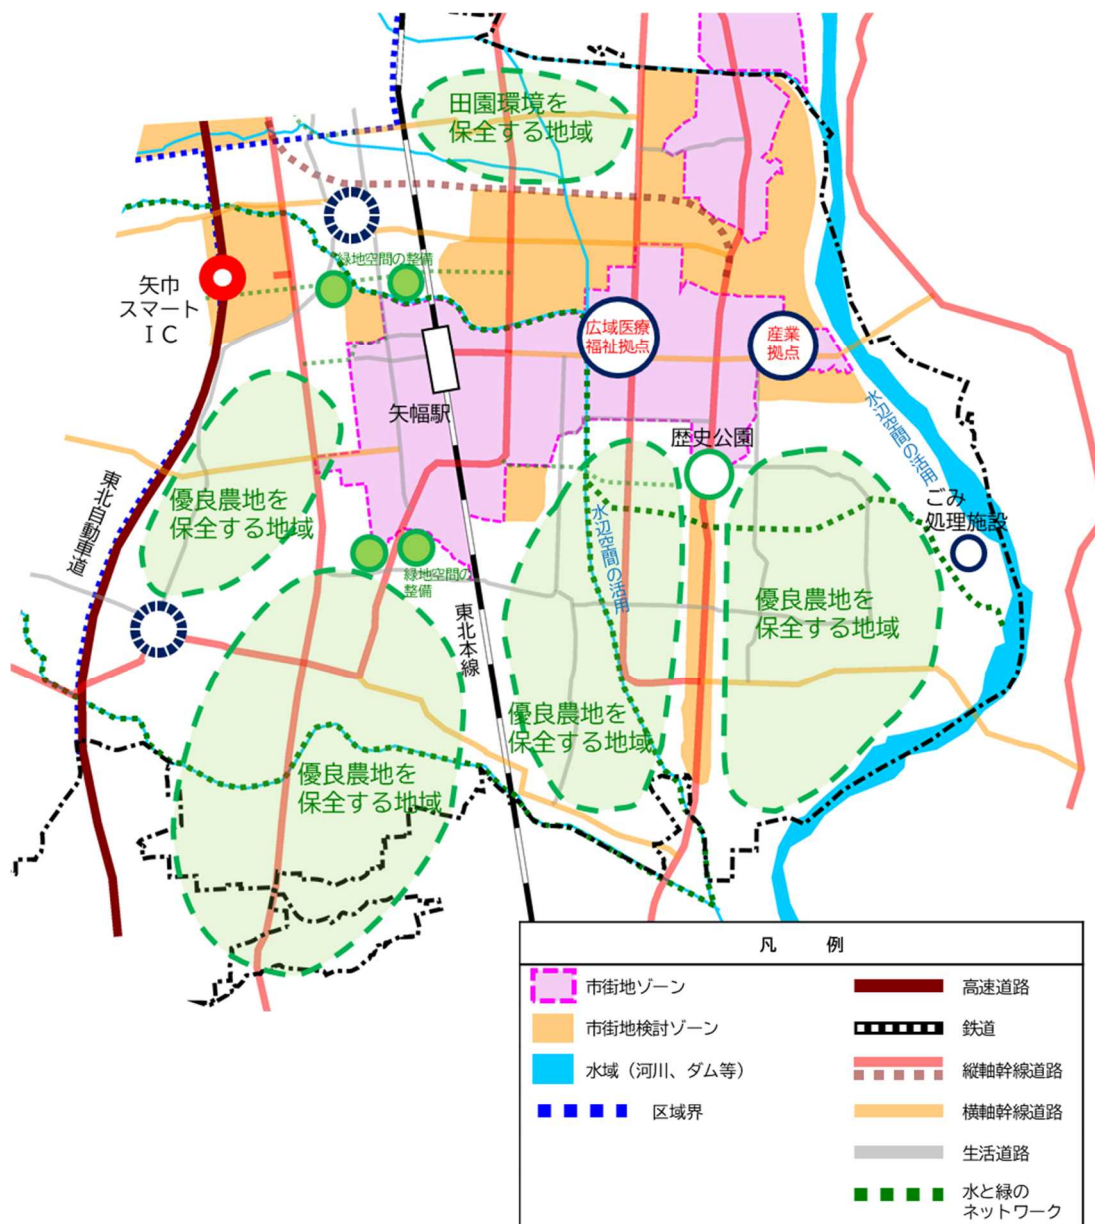 田園環境を
保全する地域
緑地空間の整備
矢巾
スマート
ＩＣ
広域医療
福祉拠点
産業
拠点
矢幅駅
歴史公園
水辺空間の活用
ごみ
処理施設
東北自動車道
優良農地を
保全する地域
水辺空間の活用
緑地空間の
整備
優良農地を
保全する地域
東北本線
優良農地を
保全する地域
優良農地を
保全する地域
凡　例
市街地ゾーン
市街地検討ゾーン
水域（河川、ダム等）
区域界
高速道路
鉄道
縦軸幹線道路
横軸幹線道路
生活道路
水と緑の
ネットワーク